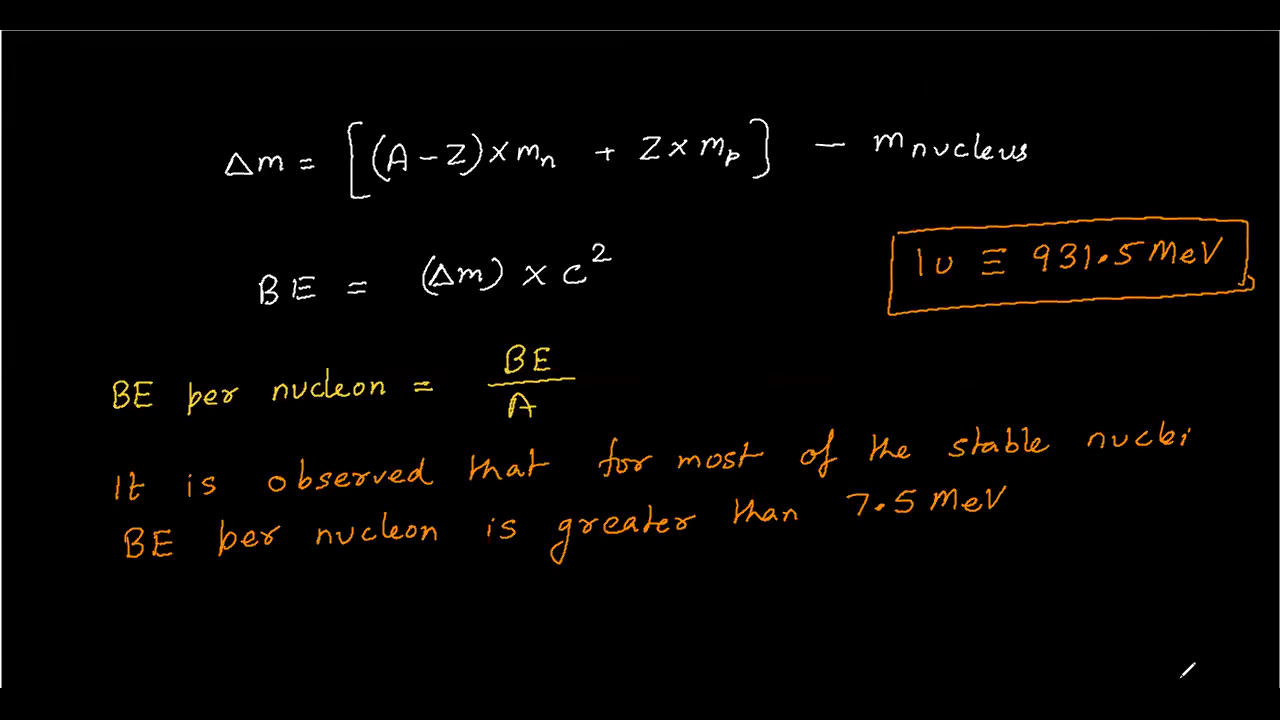 Δm = [(A-Z)×mn + Z×mp] - mnucleus
BE = (Δm) × c²
1u ≡ 931.5 MeV
BE per nucleon = BE/A
It is observed that for most of the stable nuclei
BE per nucleon is greater than 7.5 MeV